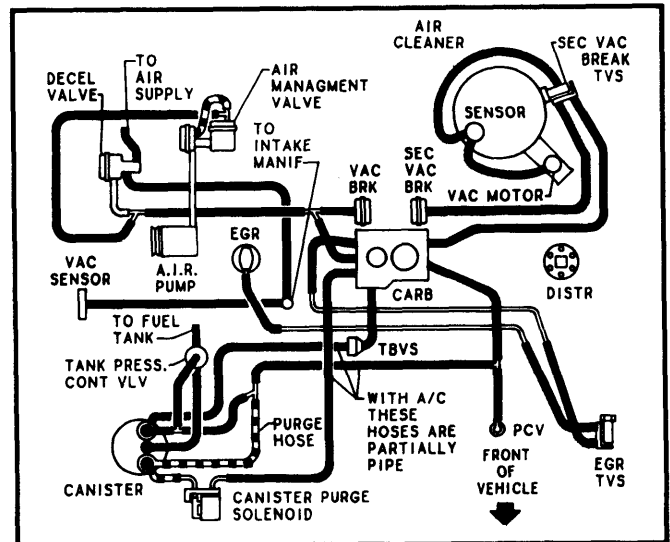 AIR
CLEANER
SEC VAC
BREAK
TVS
TO
AIR
SUPPLY
AIR
MANAGMENT
VALVE
DECEL
VALVE
SENSOR
TO
INTAKE
MANIF
VAC
BRK
SEC
VAC
BRK
VAC MOTOR
EGR
VAC
SENSOR
A.I.R.
PUMP
CARB
DISTR
TO FUEL
TANK
TBVS
TANK PRESS.
CONT VLV
WITH A/C
THESE
HOSES ARE
PARTIALLY
PIPE
PURGE
HOSE
PCV
FRONT
OF
VEHICLE
EGR
TVS
CANISTER
CANISTER PURGE
SOLENOID